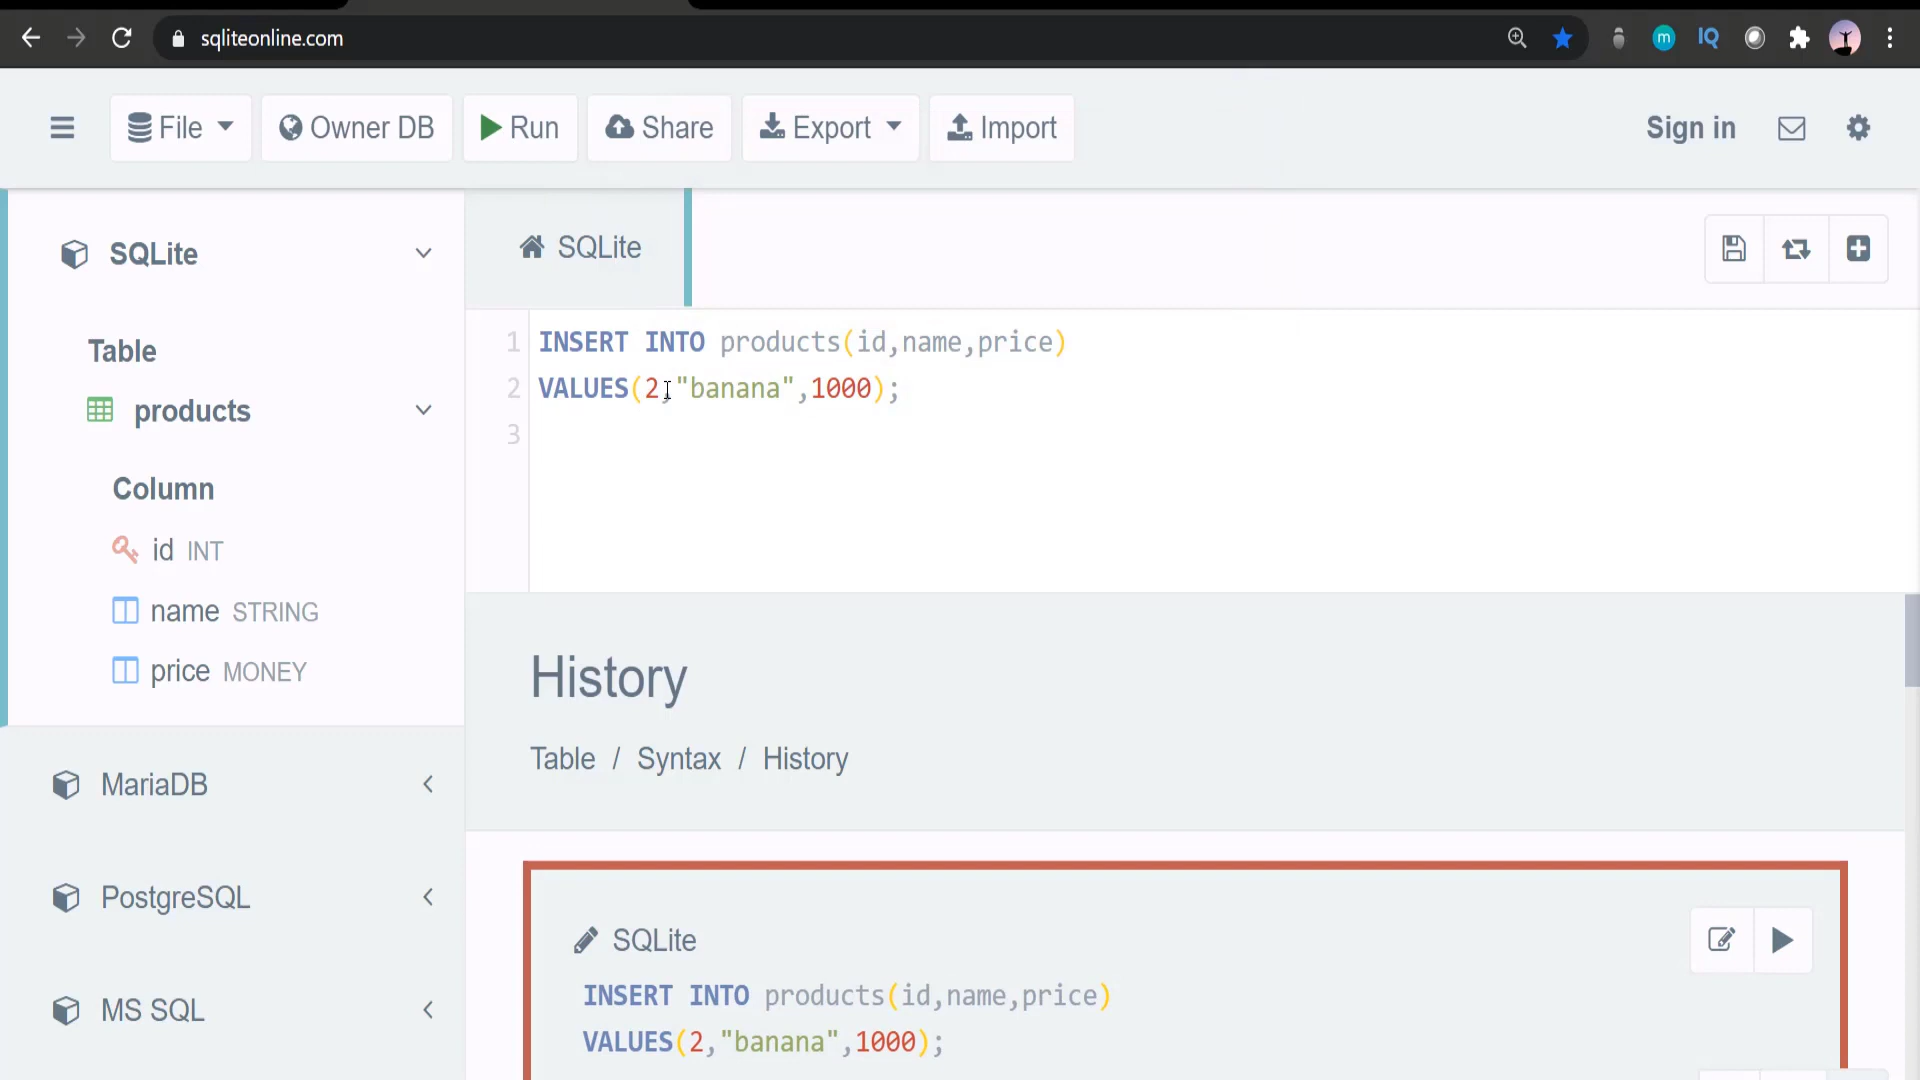 sqliteonline.com
IQ
m
File
Owner DB
Run
Share
Export
Import
Sign in
SQLite
Table
products
Column
id INT
name STRING
price MONEY
MariaDB
PostgreSQL
MS SQL
SQLite
1 INSERT INTO products(id,name,price)
2 VALUES(2,"banana",1000);
3
History
Table / Syntax / History
SQLite
INSERT INTO products(id,name,price)
VALUES(2,"banana",1000);